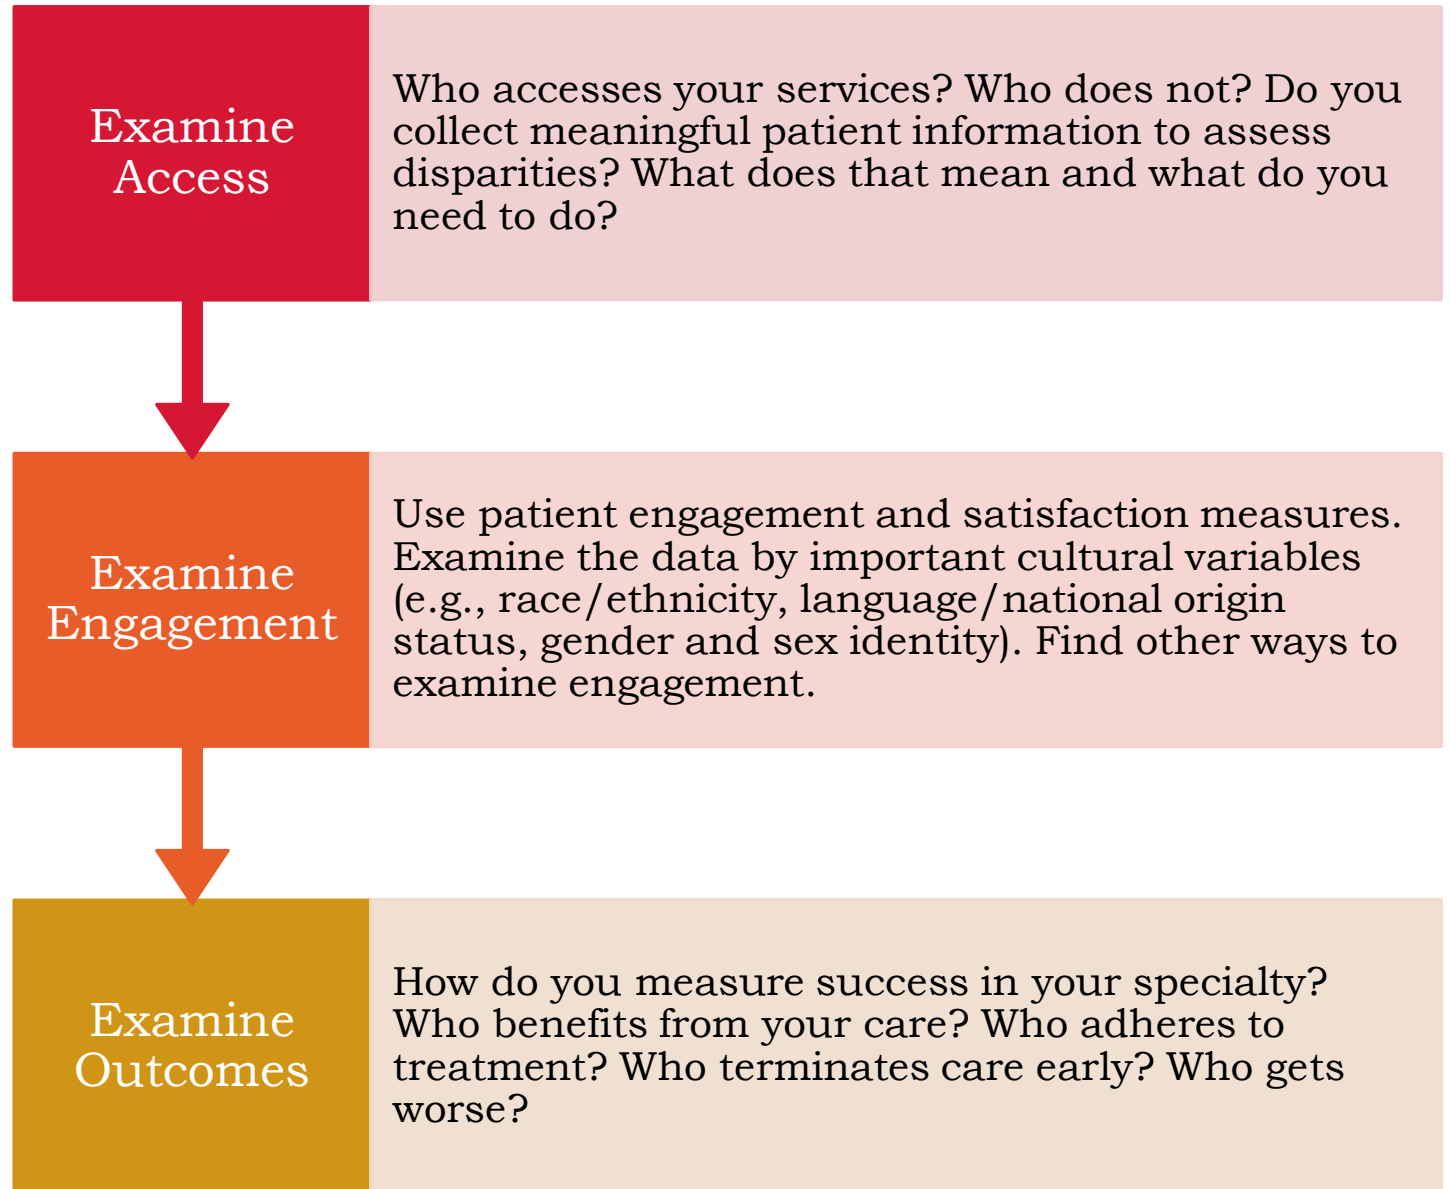 Examine
Access
Who accesses your services? Who does not? Do you
collect meaningful patient information to assess
disparities? What does that mean and what do you
need to do?
Examine
Engagement
Use patient engagement and satisfaction measures.
Examine the data by important cultural variables
(e.g., race/ethnicity, language/national origin
status, gender and sex identity). Find other ways to
examine engagement.
Examine
Outcomes
How do you measure success in your specialty?
Who benefits from your care? Who adheres to
treatment? Who terminates care early? Who gets
worse?